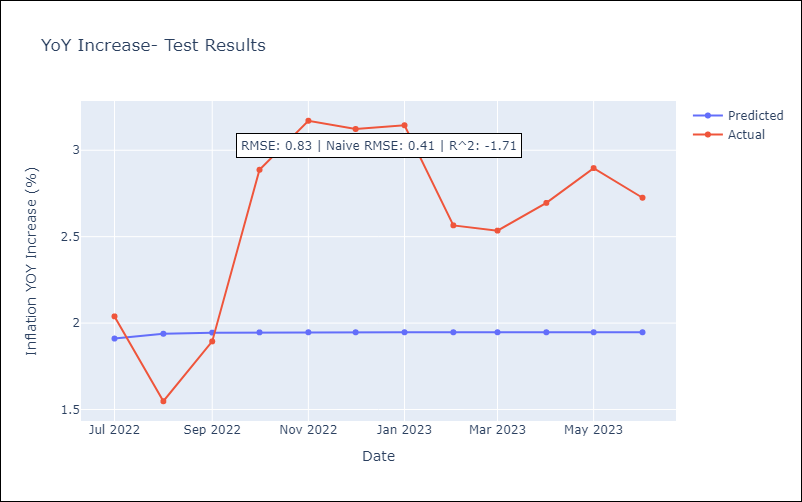 YoY Increase- Test Results
Predicted
Actual
RMSE: 0.83 | Naive RMSE: 0.41 | R^2: -1.71
Inflation YOY Increase (%)
3
2.5
2
1.5
Jul 2022
Sep 2022
Nov 2022
Jan 2023
Mar 2023
May 2023
Date